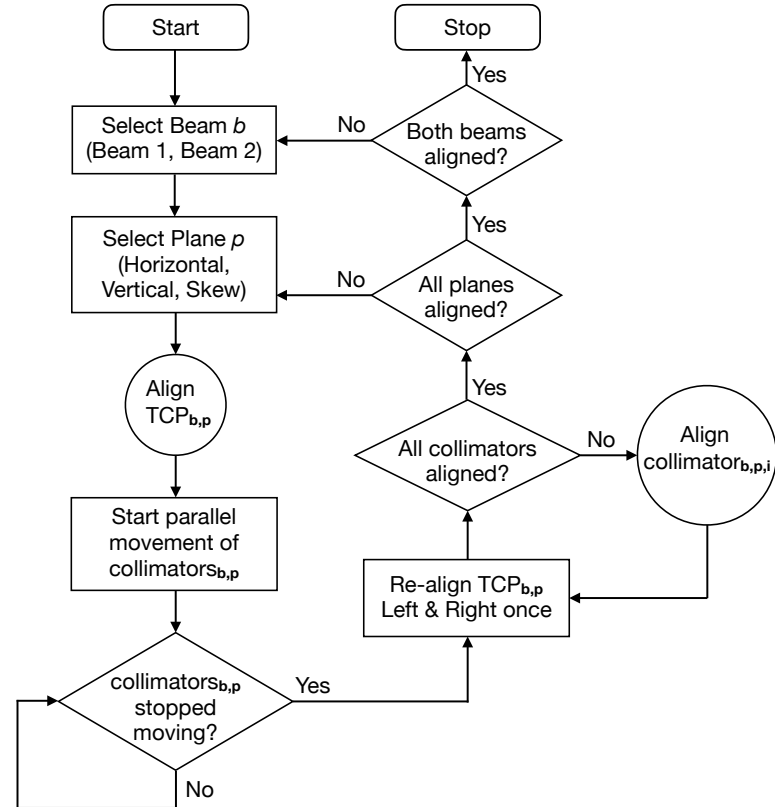 Start
Stop
Yes
Select Beam b
(Beam 1, Beam 2)
No
Both beams
aligned?
Yes
Select Plane p
(Horizontal,
Vertical, Skew)
No
All planes
aligned?
Align
TCPb,p
Yes
All collimators
aligned?
No
Align
collimatorb,p,i
Start parallel
movement of
collimatorsb,p
Re-align TCPb,p
Left & Right once
collimatorsb,p
stopped
moving?
Yes
No